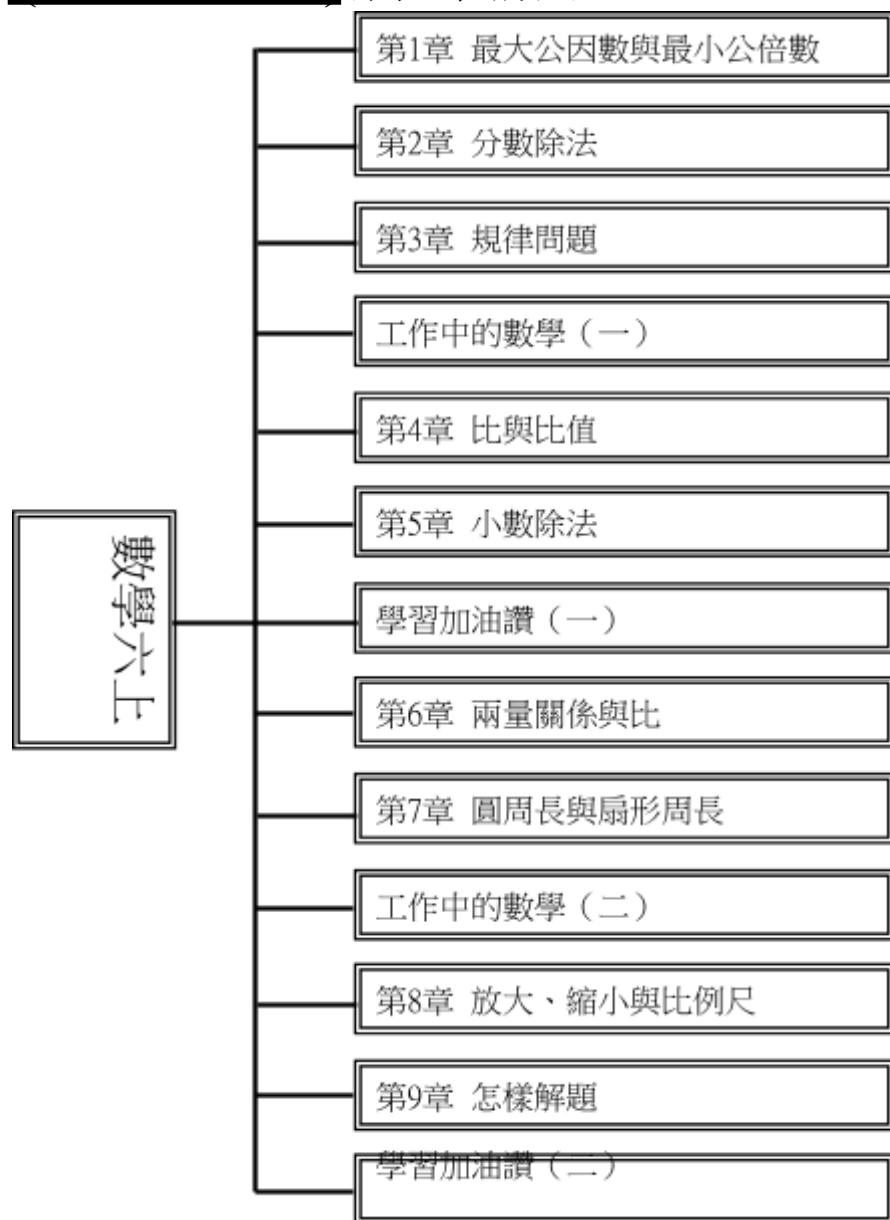 第1章 最大公因數與最小公倍數
第2章 分數除法
第3章 規律問題
工作中的數學（一）
第4章 比與比值
第5章 小數除法
學習加油讚（一）
數學六上
第6章 兩量關係與比
第7章 圓周長與扇形周長
工作中的數學（二）
第8章 放大、縮小與比例尺
第9章 怎樣解題
學習加油讚（二）